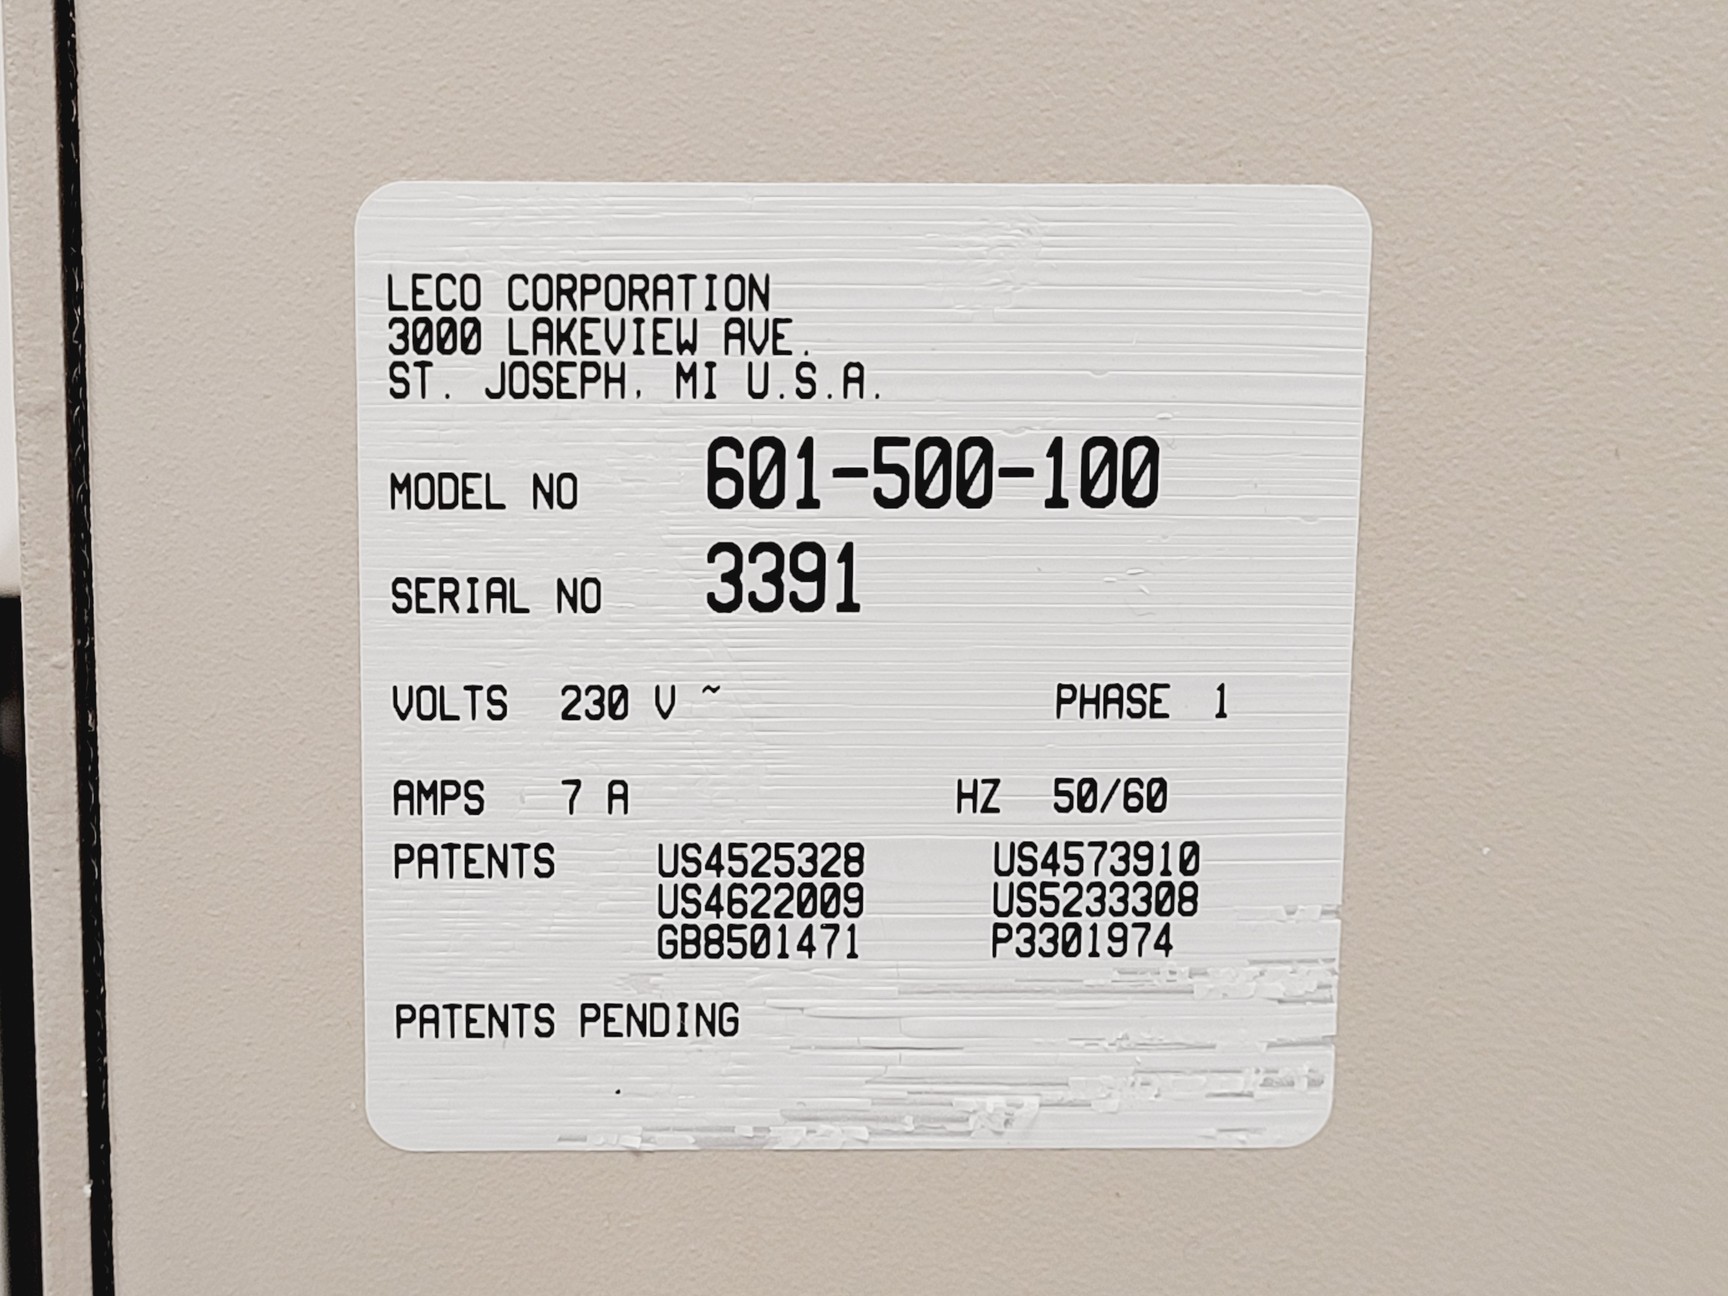 LECO CORPORATION
3000 LAKEVIEW AVE.
ST. JOSEPH, MI U.S.A.
MODEL NO 601-500-100
SERIAL NO 3391
VOLTS 230 V ~ PHASE 1
AMPS 7 A HZ 50/60
PATENTS US4525328 US4573910
US4622009 US5233308
GB8501471 P3301974
PATENTS PENDING